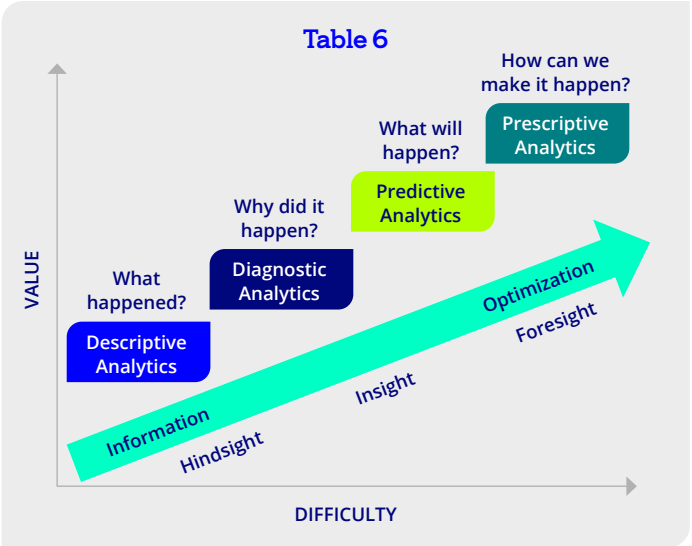 Table 6
How can we
make it happen?
Prescriptive
Analytics
What will
happen?
Predictive
Analytics
Why did it
happen?
Diagnostic
Analytics
What
happened?
Descriptive
Analytics
VALUE
Optimization
Foresight
Insight
Information
Hindsight
DIFFICULTY